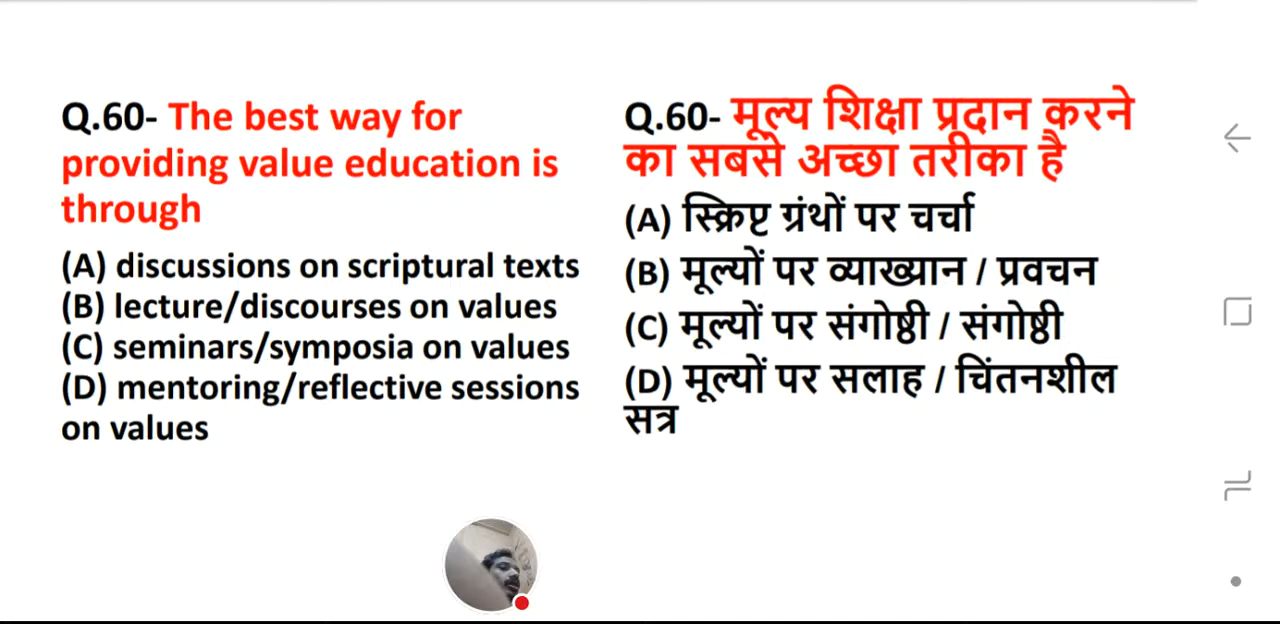 Q.60- The best way for
providing value education is
through
(A) discussions on scriptural texts
(B) lecture/discourses on values
(C) seminars/symposia on values
(D) mentoring/reflective sessions
on values
Q.60- मूल्य शिक्षा प्रदान करने
का सबसे अच्छा तरीका है
(A) स्क्रिप्ट ग्रंथों पर चर्चा
(B) मूल्यों पर व्याख्यान / प्रवचन
(C) मूल्यों पर संगोष्ठी / संगोष्ठी
(D) मूल्यों पर सलाह / चिंतनशील
सत्र